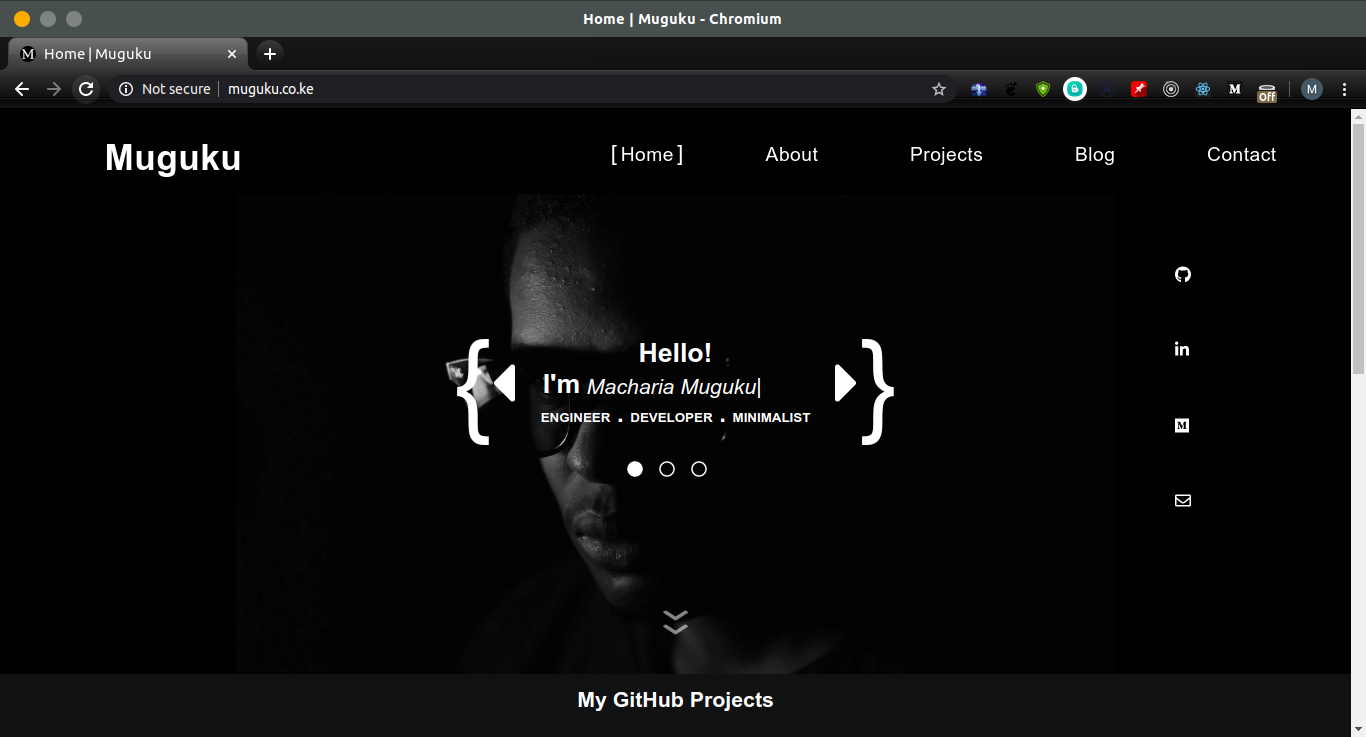 Home | Muguku - Chromium
Home | Muguku
Not secure | muguku.co.ke
Off
M
Muguku
[ Home ] About Projects Blog Contact
{ Hello! }
I'm Macharia Muguku|
ENGINEER . DEVELOPER . MINIMALIST
My GitHub Projects